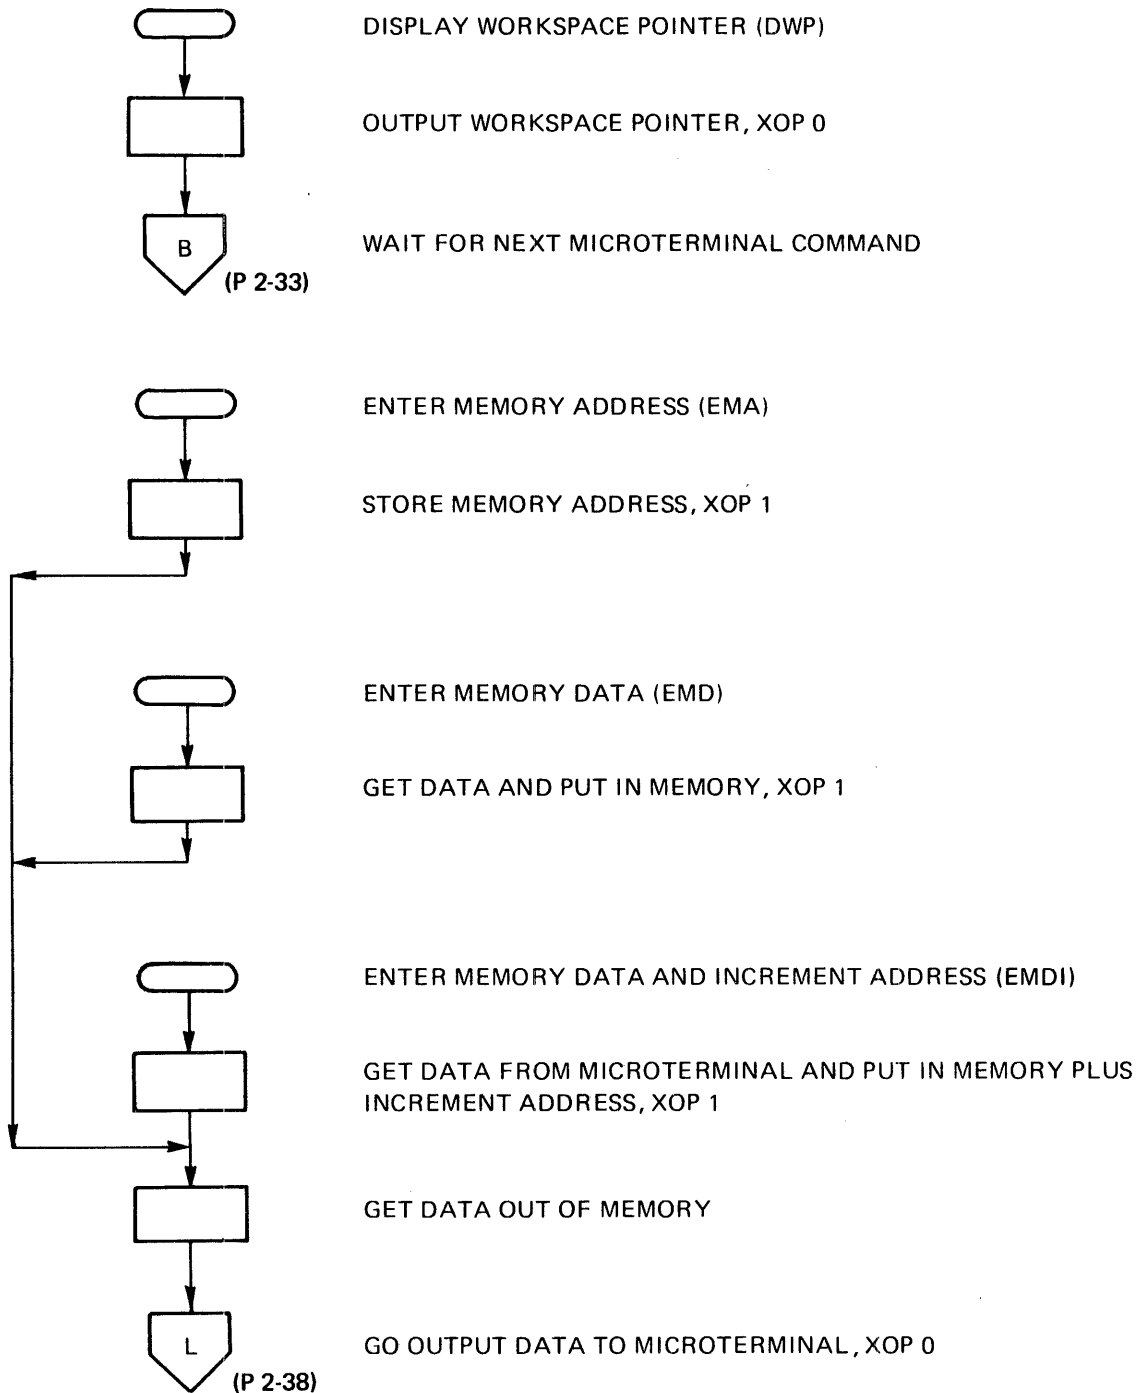 DISPLAY WORKSPACE POINTER (DWP)
OUTPUT WORKSPACE POINTER, XOP 0
B
WAIT FOR NEXT MICROTERMINAL COMMAND
(P 2-33)
ENTER MEMORY ADDRESS (EMA)
STORE MEMORY ADDRESS, XOP 1
ENTER MEMORY DATA (EMD)
GET DATA AND PUT IN MEMORY, XOP 1
ENTER MEMORY DATA AND INCREMENT ADDRESS (EMDI)
GET DATA FROM MICROTERMINAL AND PUT IN MEMORY PLUS
INCREMENT ADDRESS, XOP 1
GET DATA OUT OF MEMORY
L
GO OUTPUT DATA TO MICROTERMINAL, XOP 0
(P 2-38)